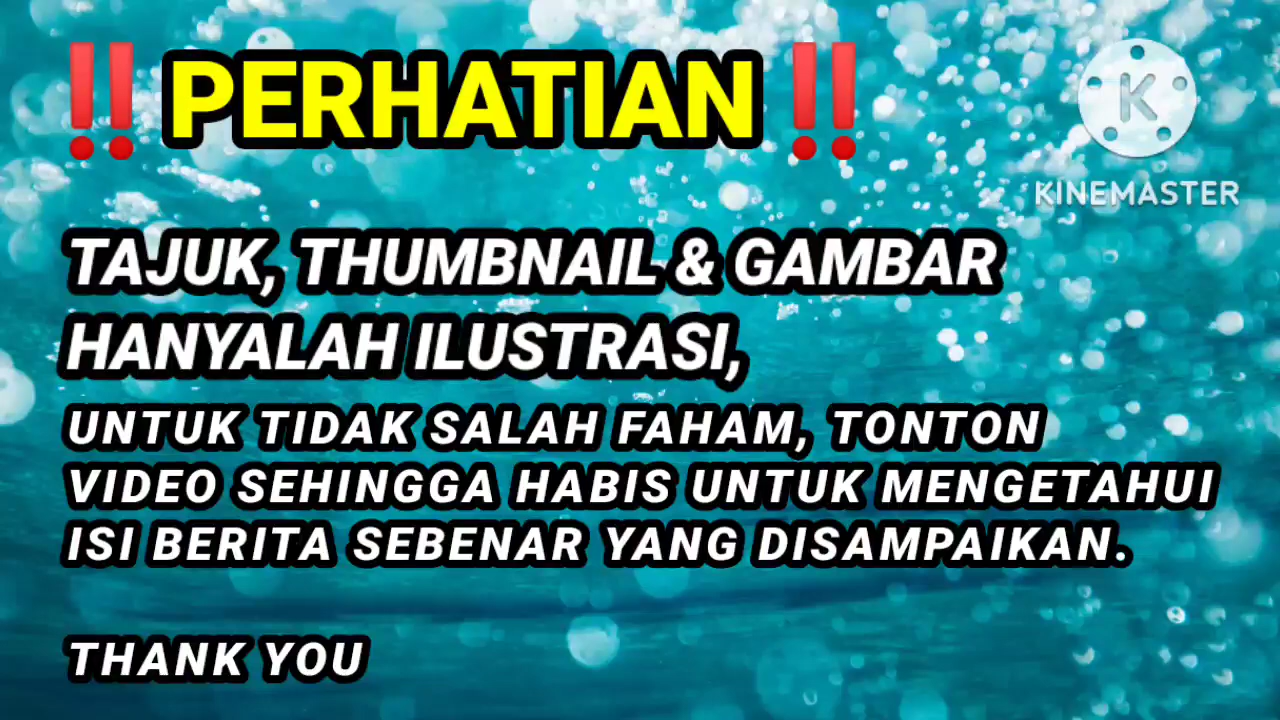 ‼PERHATIAN‼
KINEMASTER
TAJUK, THUMBNAIL & GAMBAR
HANYALAH ILUSTRASI,
UNTUK TIDAK SALAH FAHAM, TONTON
VIDEO SEHINGGA HABIS UNTUK MENGETAHUI
ISI BERITA SEBENAR YANG DISAMPAIKAN.
THANK YOU